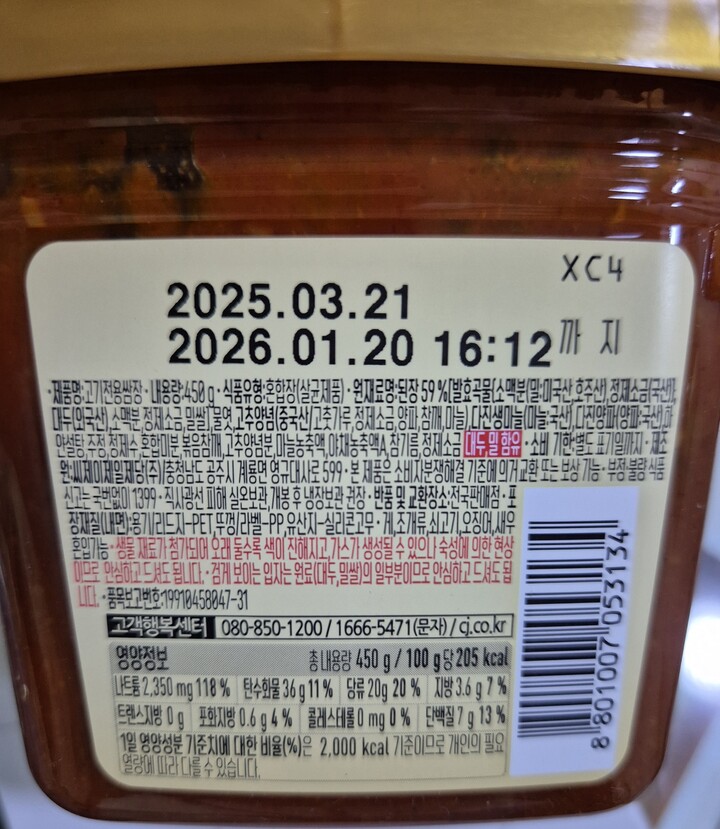 XC4
2025.03.21
2026.01.20 16:12 까지
•제품명:고기전용쌈장 • 내용량:450 g • 식품유형:혼합장(살균제품) • 원재료명:된장 59 %[발효곡물(소맥분(밀:미국산,호주산), 정제소금(국산),
대두(외국산), 소맥분, 정제소금, 밀쌀), 물엿, 고추양념(중국산/고춧가루, 정제소금, 양파, 참깨, 마늘), 다진생마늘(마늘:국산), 다진양파(양파:국산),
주정, 정제수, 혼합미분, 볶음참깨, 고추양념분, 마늘농축액, 야채농축액A, 참기름, 정제소금 대두,밀 함유 • 소비 기한:별도 표기일까지 • 제조
원:씨제이제일제당(주)/충청남도 공주시 계룡면 영규대사로 599 • 본 제품은 소비자분쟁해결 기준에 의거 교환 또는 보상 가능 • 부정·불량식품
신고는 국번없이 1399 • 직사광선 피해 실온보관, 개봉 후 냉장보관 권장 • 반품 및 교환장소:전국판매점 • 포
장재질(내면):용기/리드지-PET, 뚜껑/라벨-PP, 유산지-실리콘고무 • 게, 조개류, 쇠고기, 오징어, 새우
혼입가능 • 생물 재료가 첨가되어 오래 둘수록 색이 진해지고, 가스가 생성될 수 있으나 숙성에 의한 현상
이므로 안심하고 드셔도 됩니다. • 검게 보이는 입자는 원료(대두,밀쌀)의 일부분이므로 안심하고 드셔도 됩
니다. • 품목보고번호:19910458047-31
고객행복센터 080-850-1200 / 1666-5471(문자) / cj.co.kr
영양정보 총 내용량 450 g / 100 g당 205 kcal
나트륨 2,350 mg 118 % 탄수화물 36 g 11 % 당류 20g 20 % 지방 3.6 g 7 %
트랜스지방 0 g 포화지방 0.6 g 4 % 콜레스테롤 0 mg 0 % 단백질 7 g 13 %
1일 영양성분 기준치에 대한 비율(%)은 2,000 kcal 기준이므로 개인의 필요
열량에 따라 다를 수 있습니다.
8 801007 053134